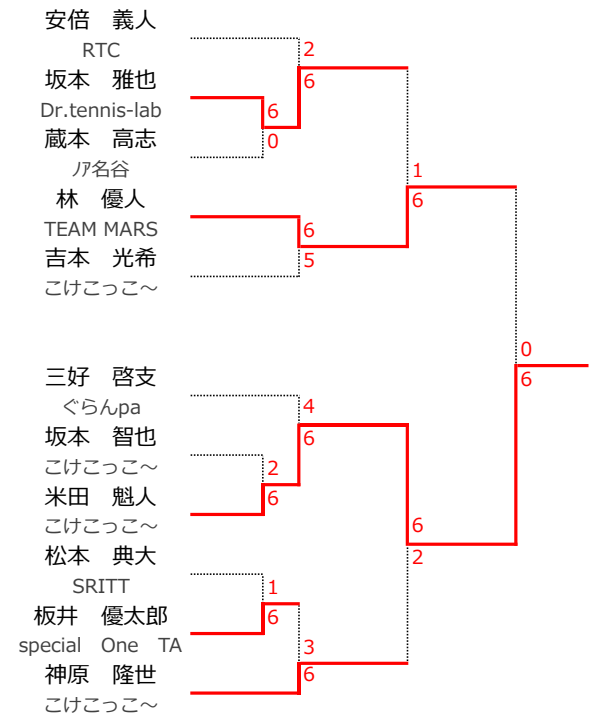 安倍　義人
RTC
2
坂本　雅也
6
Dr.tennis-lab
6
蔵本　高志
0
ﾉｱ名谷
1
林　優人
6
TEAM MARS
6
吉本　光希
5
こけこっこ～
0
三好　啓支
6
ぐらんpa
4
坂本　智也
6
こけこっこ～
2
米田　魁人
6
こけこっこ～
6
松本　典大
2
SRITT
1
板井　優太郎
6
special　One　TA
3
神原　隆世
6
こけこっこ～